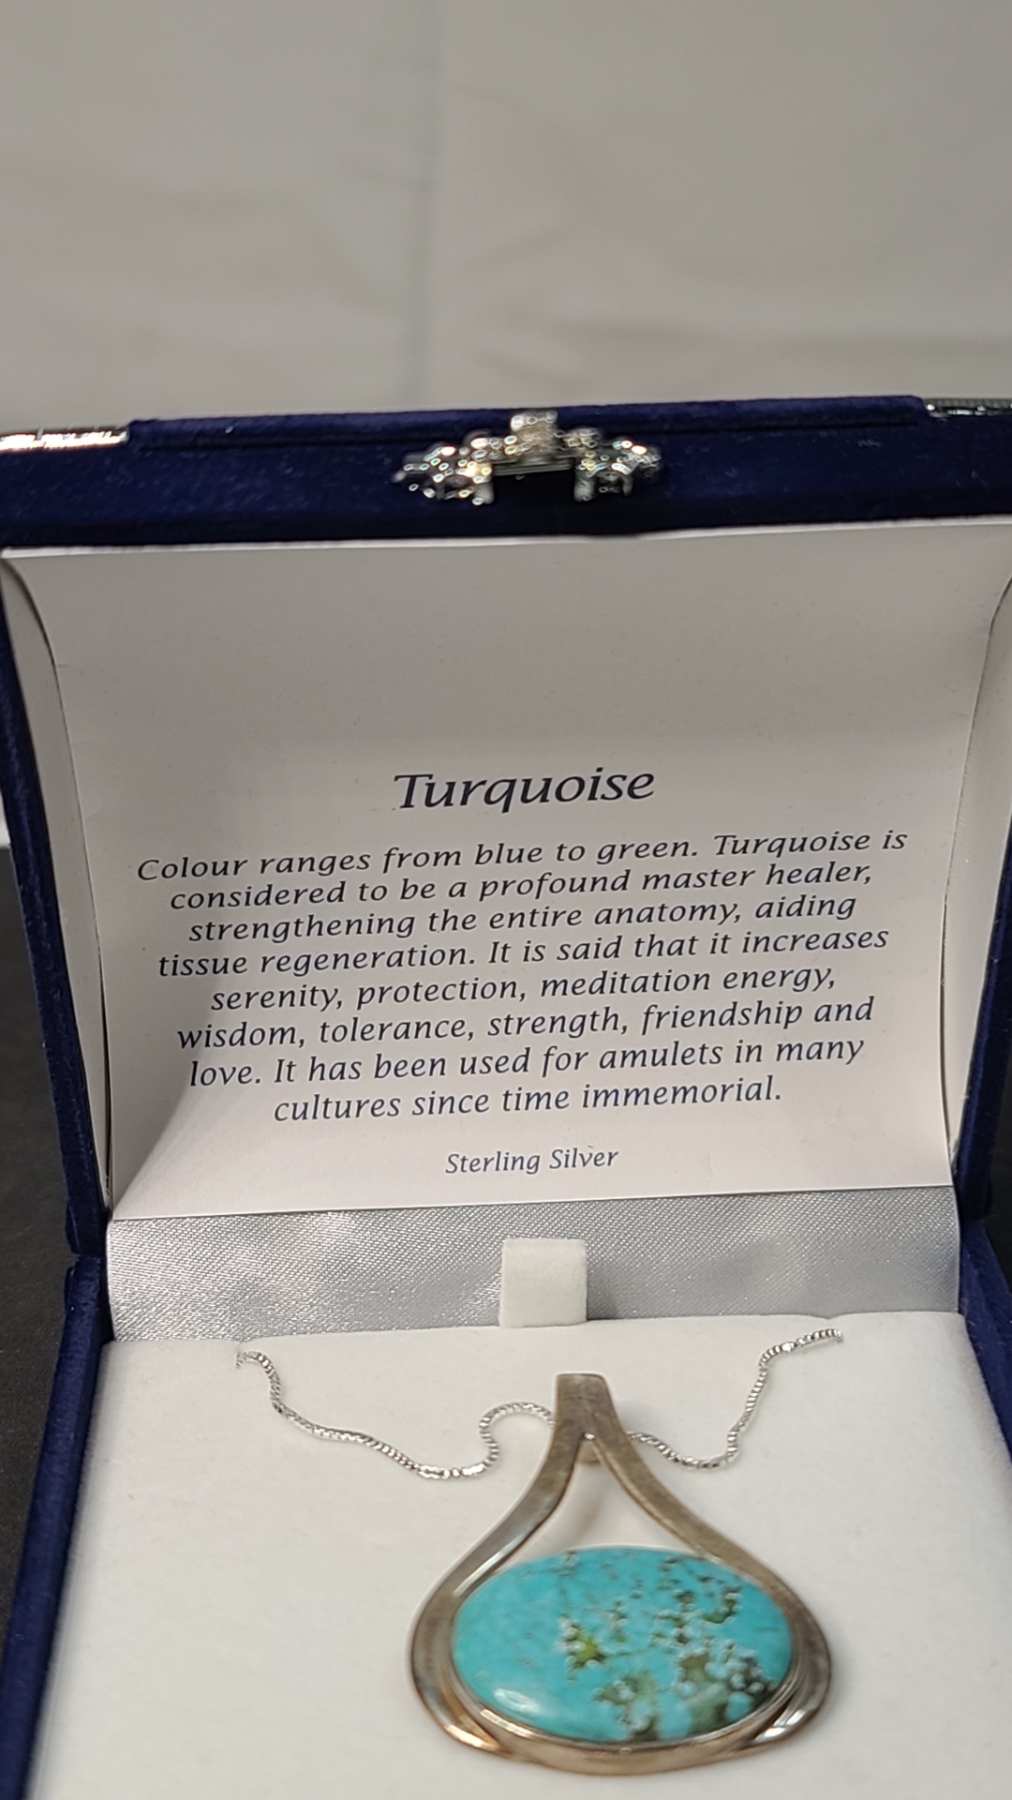 Turquoise
Colour ranges from blue to green. Turquoise is
considered to be a profound master healer,
strengthening the entire anatomy, aiding
tissue regeneration. It is said that it increases
serenity, protection, meditation energy,
wisdom, tolerance, strength, friendship and
love. It has been used for amulets in many
cultures since time immemorial.
Sterling Silver